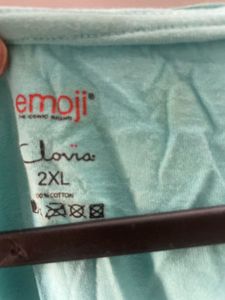 emoji®
THE ICONIC BRAND®
Clovia
2XL
100% COTTON